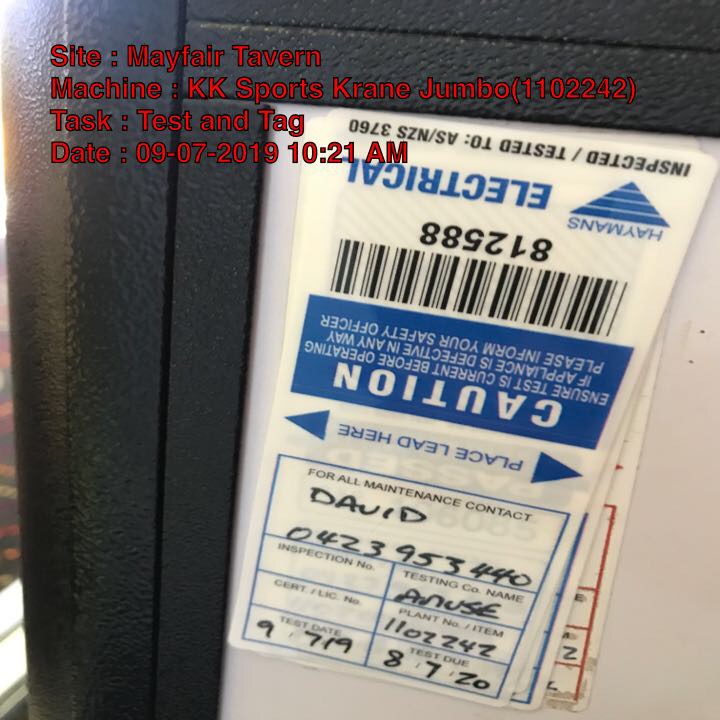 Site : Mayfair Tavern
Machine : KK Sports Krane Jumbo(1102242)
Task : Test and Tag
Date : 09-07-2019 10:21 AM
INSPECTED / TESTED TO: AS/NZS 3760
HAYMANS
ELECTRICAL
812588
CAUTION
ENSURE TEST IS CURRENT BEFORE OPERATING
IF APPLIANCE IS DEFECTIVE IN ANY WAY
PLEASE INFORM YOUR SAFETY OFFICER
PLACE LEAD HERE
FOR ALL MAINTENANCE CONTACT
DAVID
0423 953 440
INSPECTION No.
TESTING Co. NAME
AMUSE
CERT. / LIC. No.
PLANT No. / ITEM
1102242
TEST DATE
9 / 7/19
TEST DUE
8 / 7 / 20